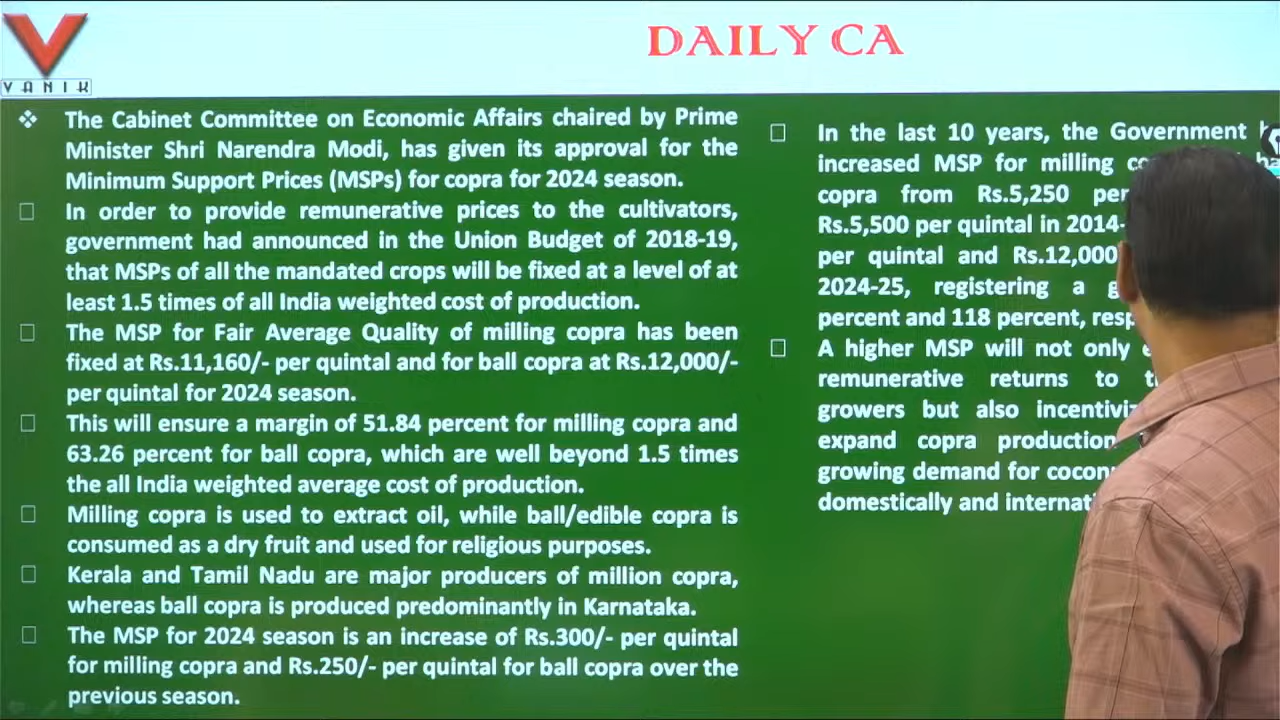 VANIK
DAILY CA
The Cabinet Committee on Economic Affairs chaired by Prime
Minister Shri Narendra Modi, has given its approval for the
Minimum Support Prices (MSPs) for copra for 2024 season.
In order to provide remunerative prices to the cultivators,
government had announced in the Union Budget of 2018-19,
that MSPs of all the mandated crops will be fixed at a level of at
least 1.5 times of all India weighted cost of production.
The MSP for Fair Average Quality of milling copra has been
fixed at Rs.11,160/- per quintal and for ball copra at Rs.12,000/-
per quintal for 2024 season.
This will ensure a margin of 51.84 percent for milling copra and
63.26 percent for ball copra, which are well beyond 1.5 times
the all India weighted average cost of production.
Milling copra is used to extract oil, while ball/edible copra is
consumed as a dry fruit and used for religious purposes.
Kerala and Tamil Nadu are major producers of million copra,
whereas ball copra is produced predominantly in Karnataka.
The MSP for 2024 season is an increase of Rs.300/- per quintal
for milling copra and Rs.250/- per quintal for ball copra over the
previous season.
In the last 10 years, the Government
increased MSP for milling
copra from Rs.5,250 per
Rs.5,500 per quintal in 2014-
per quintal and Rs.12,000
2024-25, registering a
percent and 118 percent,
A higher MSP will not only
remunerative returns to
growers but also
expand copra production
growing demand for
domestically and